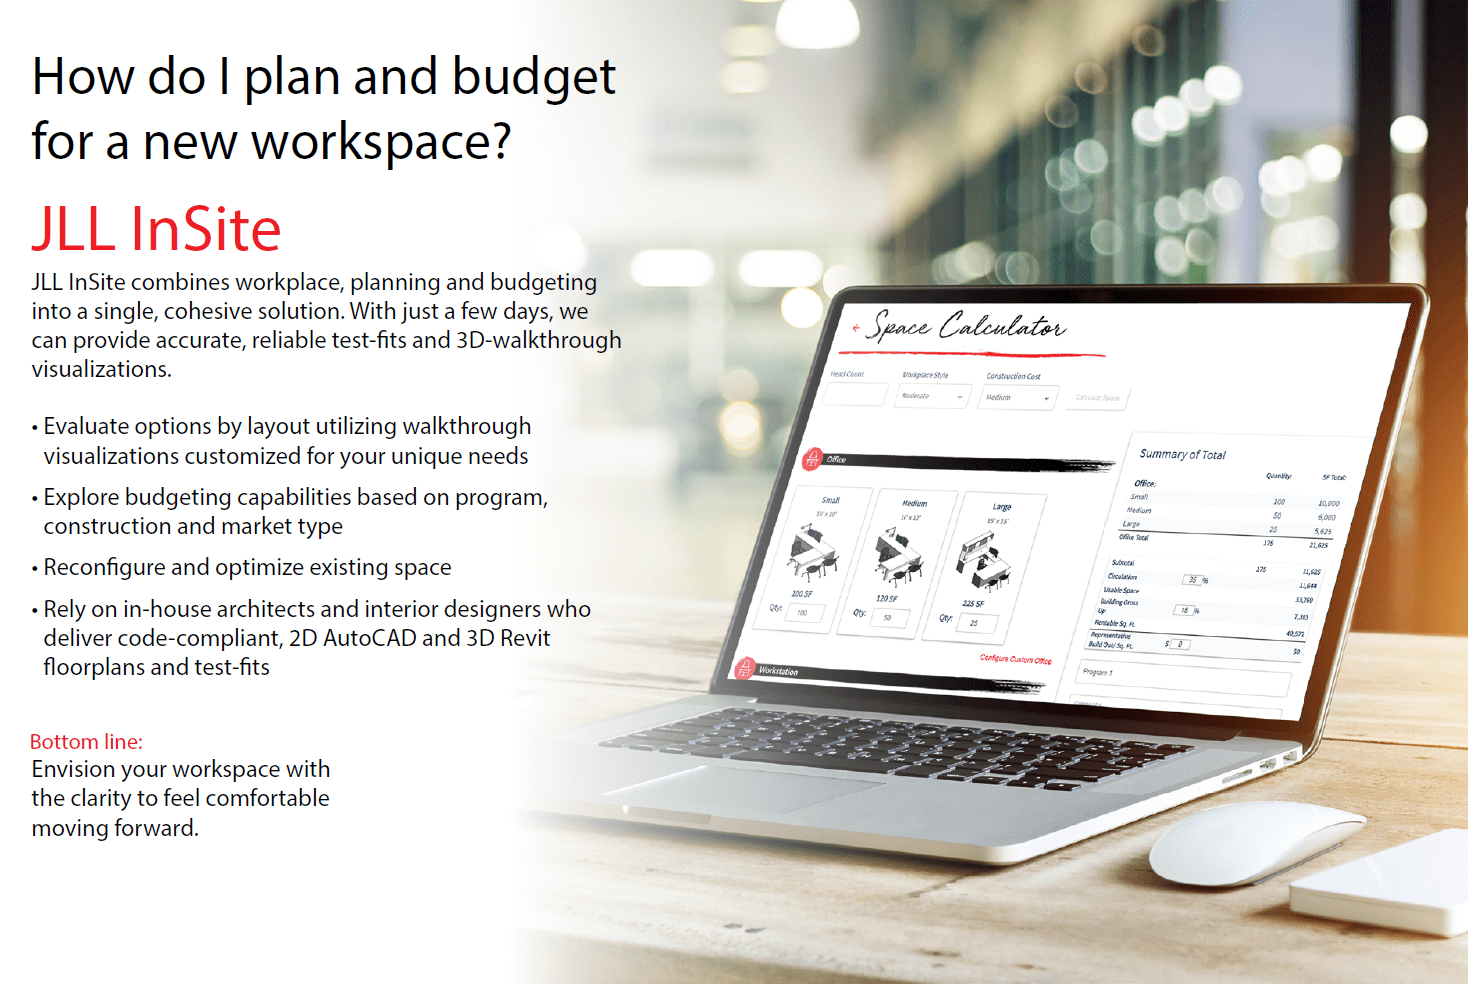 How do I plan and budget
for a new workspace?
JLL InSite
JLL InSite combines workplace, planning and budgeting
into a single, cohesive solution. With just a few days, we
can provide accurate, reliable test-fits and 3D-walkthrough
visualizations.
• Evaluate options by layout utilizing walkthrough
visualizations customized for your unique needs
• Explore budgeting capabilities based on program,
construction and market type
• Reconfigure and optimize existing space
• Rely on in-house architects and interior designers who
deliver code-compliant, 2D AutoCAD and 3D Revit
floorplans and test-fits
Bottom line:
Envision your workspace with
the clarity to feel comfortable
moving forward.
Space Calculator
Head Count Workplace Style Construction Cost
Moderate Medium Calculate Space
Office
Small Medium Large
10' x 10' 15' x 15'
100 SF 120 SF 225 SF
Qty: 100 Qty: 50 Qty: 25
Configure Custom Office
Workstation
Summary of Total
Quantity: SF Total:
Office:
Small 100 10,000
Medium 50 6,000
Large 25 5,625
Office Total 175 21,625
Subtotal 175 21,625
Circulation 35 % 11,644
Usable Space 33,269
Building Gross
Up 18 % 7,303
Rentable Sq. Ft. 40,572
Representative
Build Out/ Sq. Ft. $ 0 $0
Program 1